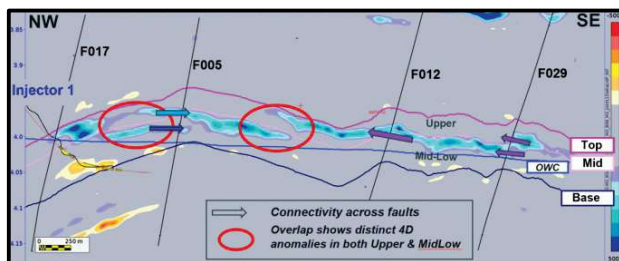 NW
SE
-500
F017
F005
F012
F029
3.85
3.9
Injector 1
4.0
4.05
4.1
4.15
Upper
Mid-Low
Top
Mid
OWC
Base
Connectivity across faults
Overlap shows distinct 4D
anomalies in both Upper & MidLow
0
250 m